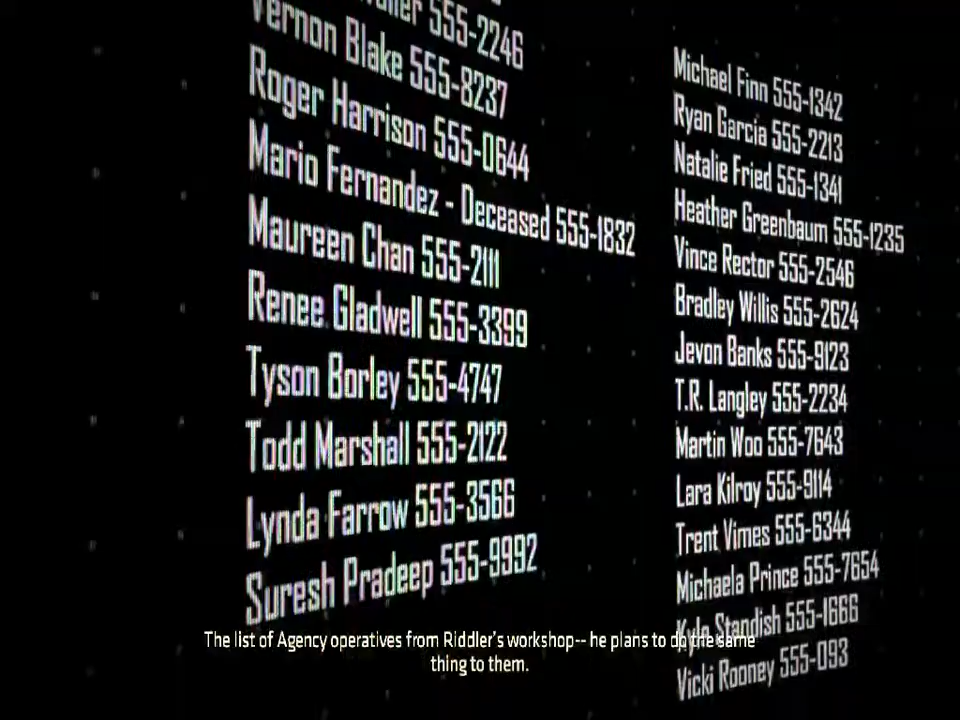 555-2246
Vernon Blake 555-8237
Roger Harrison 555-0644
Mario Fernandez - Deceased 555-1832
Maureen Chan 555-2111
Renee Gladwell 555-3399
Tyson Borley 555-4747
Todd Marshall 555-2122
Lynda Farrow 555-3566
Suresh Pradeep 555-9992
Michael Finn 555-1342
Ryan Garcia 555-2213
Natalie Fried 555-1341
Heather Greenbaum 555-1235
Vince Rector 555-2546
Bradley Willis 555-2624
Jevon Banks 555-9123
T.R. Langley 555-2234
Martin Woo 555-7643
Lara Kilroy 555-9114
Trent Vimes 555-6344
Michaela Prince 555-7654
Kyle Standish 555-1666
Vicki Rooney 555-093
The list of Agency operatives from Riddler's workshop-- he plans to do the same
thing to them.